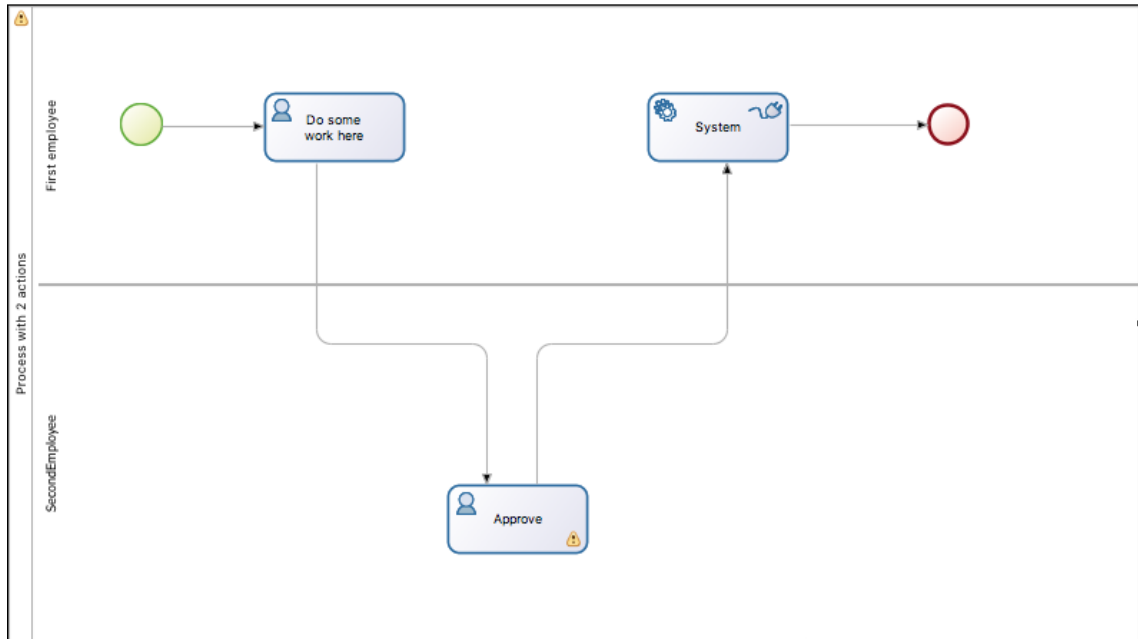 Process with 2 actions
First employee
Do some
work here
System
SecondEmployee
Approve